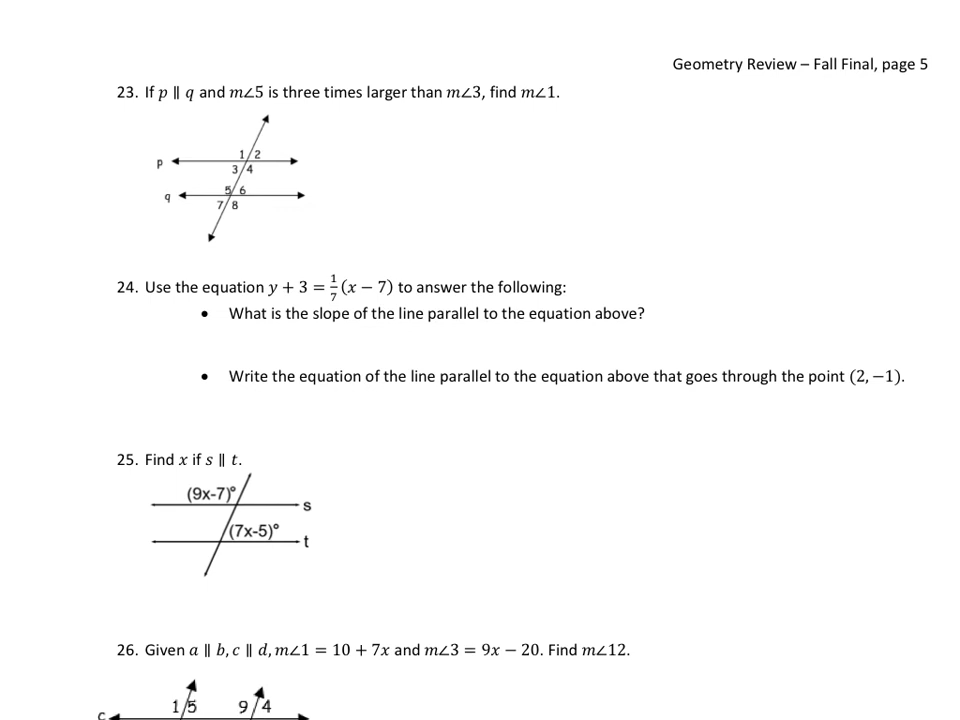 Geometry Review – Fall Final, page 5
23. If p ∥ q and m∠5 is three times larger than m∠3, find m∠1.
1 2
p
3 4
5 6
q
7 8
24. Use the equation y + 3 = 1/7 (x − 7) to answer the following:
• What is the slope of the line parallel to the equation above?
• Write the equation of the line parallel to the equation above that goes through the point (2, −1).
25. Find x if s ∥ t.
(9x-7)°
s
(7x-5)°
t
26. Given a ∥ b, c ∥ d, m∠1 = 10 + 7x and m∠3 = 9x − 20. Find m∠12.
1 5 9 4
c